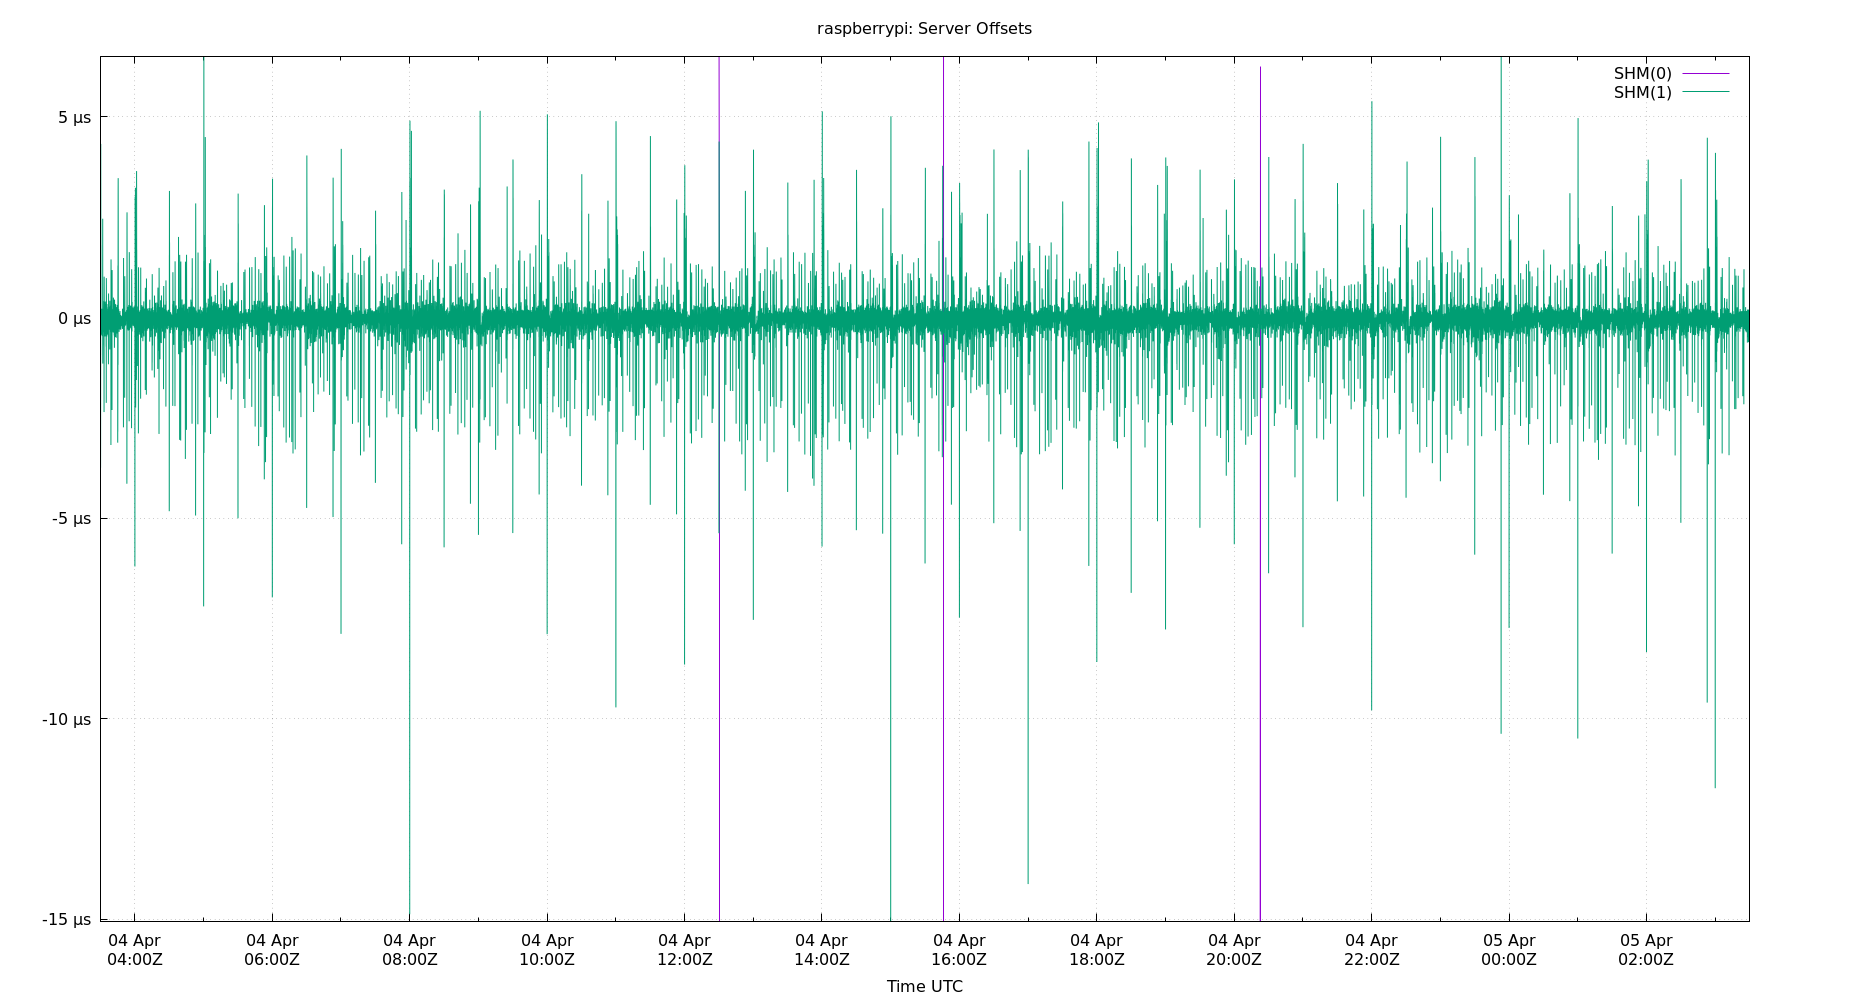 raspberrypi: Server Offsets
SHM(0)
SHM(1)
5 µs
0 µs
-5 µs
-10 µs
-15 µs
04 Apr 04 Apr 04 Apr 04 Apr 04 Apr 04 Apr 04 Apr 04 Apr 04 Apr 04 Apr 05 Apr 05 Apr
04:00Z 06:00Z 08:00Z 10:00Z 12:00Z 14:00Z 16:00Z 18:00Z 20:00Z 22:00Z 00:00Z 02:00Z
Time UTC